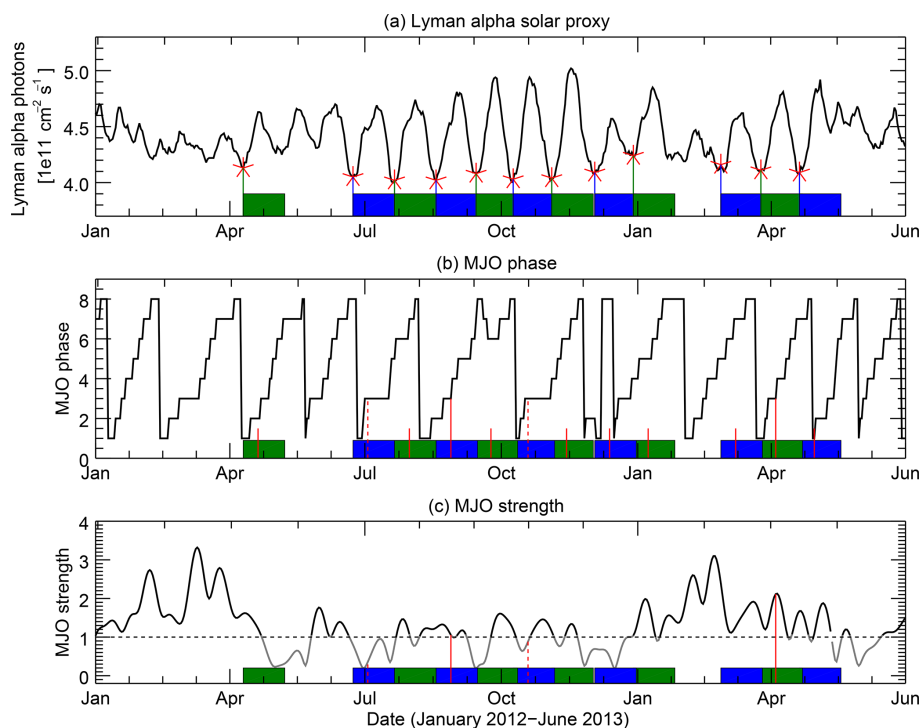 (a) Lyman alpha solar proxy
Lyman alpha photons
[1e11 cm⁻² s⁻¹]
5.0
4.5
4.0
Jan Apr Jul Oct Jan Apr Jun
(b) MJO phase
MJO phase
8
6
4
2
0
Jan Apr Jul Oct Jan Apr Jun
(c) MJO strength
MJO strength
4
3
2
1
0
Jan Apr Jul Oct Jan Apr Jun
Date (January 2012−June 2013)